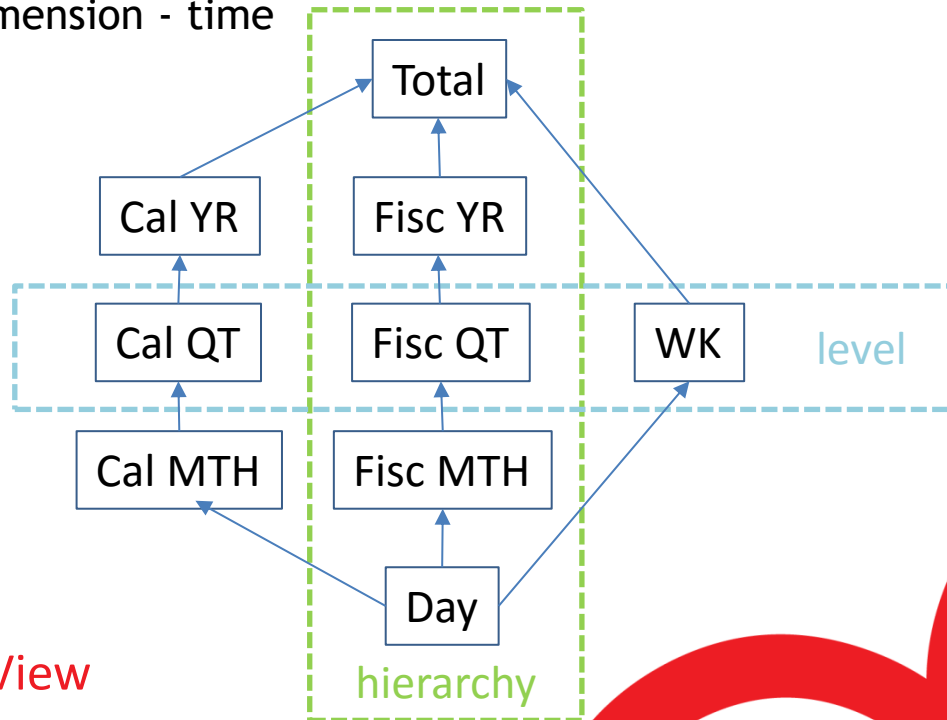 mension - time
Total
Cal YR
Fisc YR
Cal QT
Fisc QT
WK
level
Cal MTH
Fisc MTH
Day
View
hierarchy